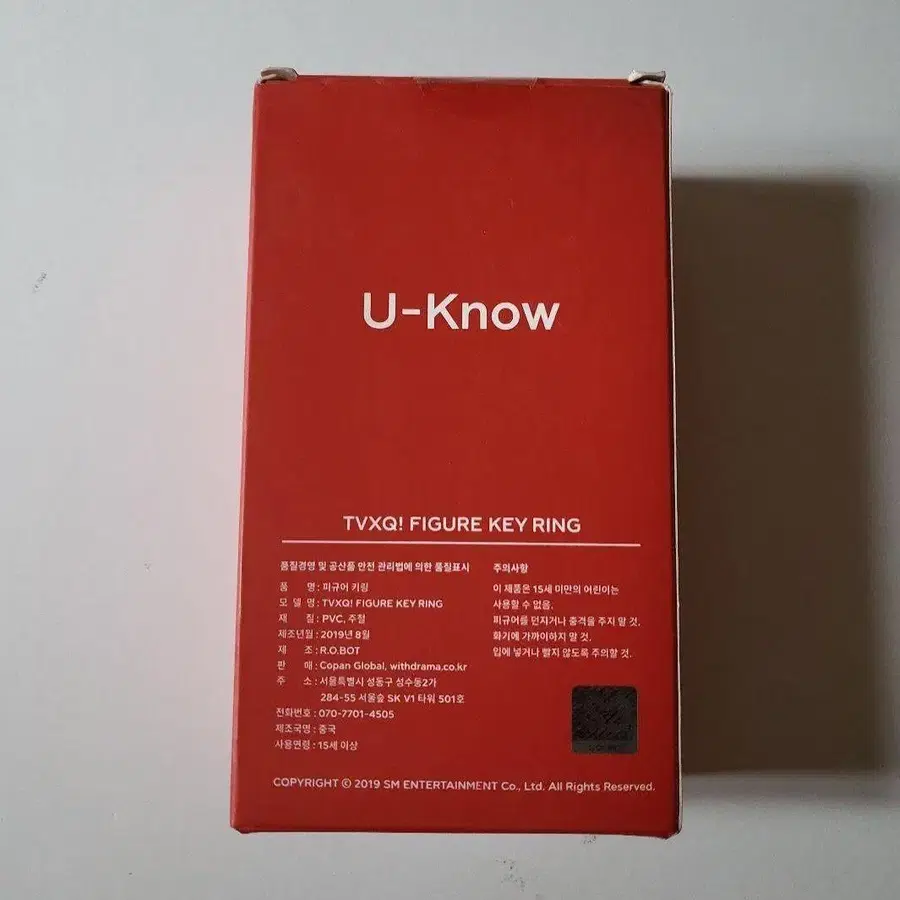 U-Know
TVXQ! FIGURE KEY RING
품질경영 및 공산품 안전 관리법에 의한 품질표시
품 명 : 피규어 키링
모 델 명 : TVXQ! FIGURE KEY RING
재 질 : PVC, 주철
제조년월 : 2019년 8월
제 조 : R.O.BOT
판 매 : Copan Global, withdrama.co.kr
주 소 : 서울특별시 성동구 성수동2가
284-55 서울숲 SK V1 타워 501호
전화번호 : 070-7701-4505
제조국명 : 중국
사용연령 : 15세 이상
주의사항
이 제품은 15세 미만의 어린이는
사용할 수 없음.
피규어를 던지거나 충격을 주지 말 것.
화기에 가까이하지 말 것.
입에 넣거나 빨지 않도록 주의할 것.
COPYRIGHT © 2019 SM ENTERTAINMENT Co., Ltd. All Rights Reserved.